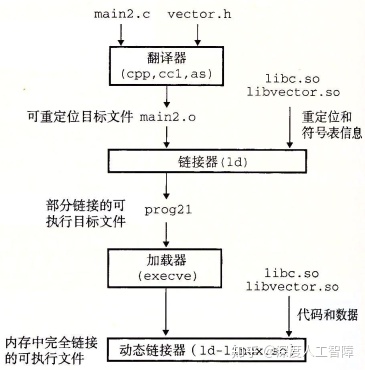 main2.c vector.h
翻译器
(cpp,cc1,as)
libc.so
libvector.so
可重定位目标文件 main2.o
重定位和
符号表信息
链接器(ld)
部分链接的可
执行目标文件
prog21
加载器
(execve)
libc.so
libvector.so
代码和数据
内存中完全链接
的可执行文件
动态链接器(ld-linux.so)
知乎 @深度人工智障